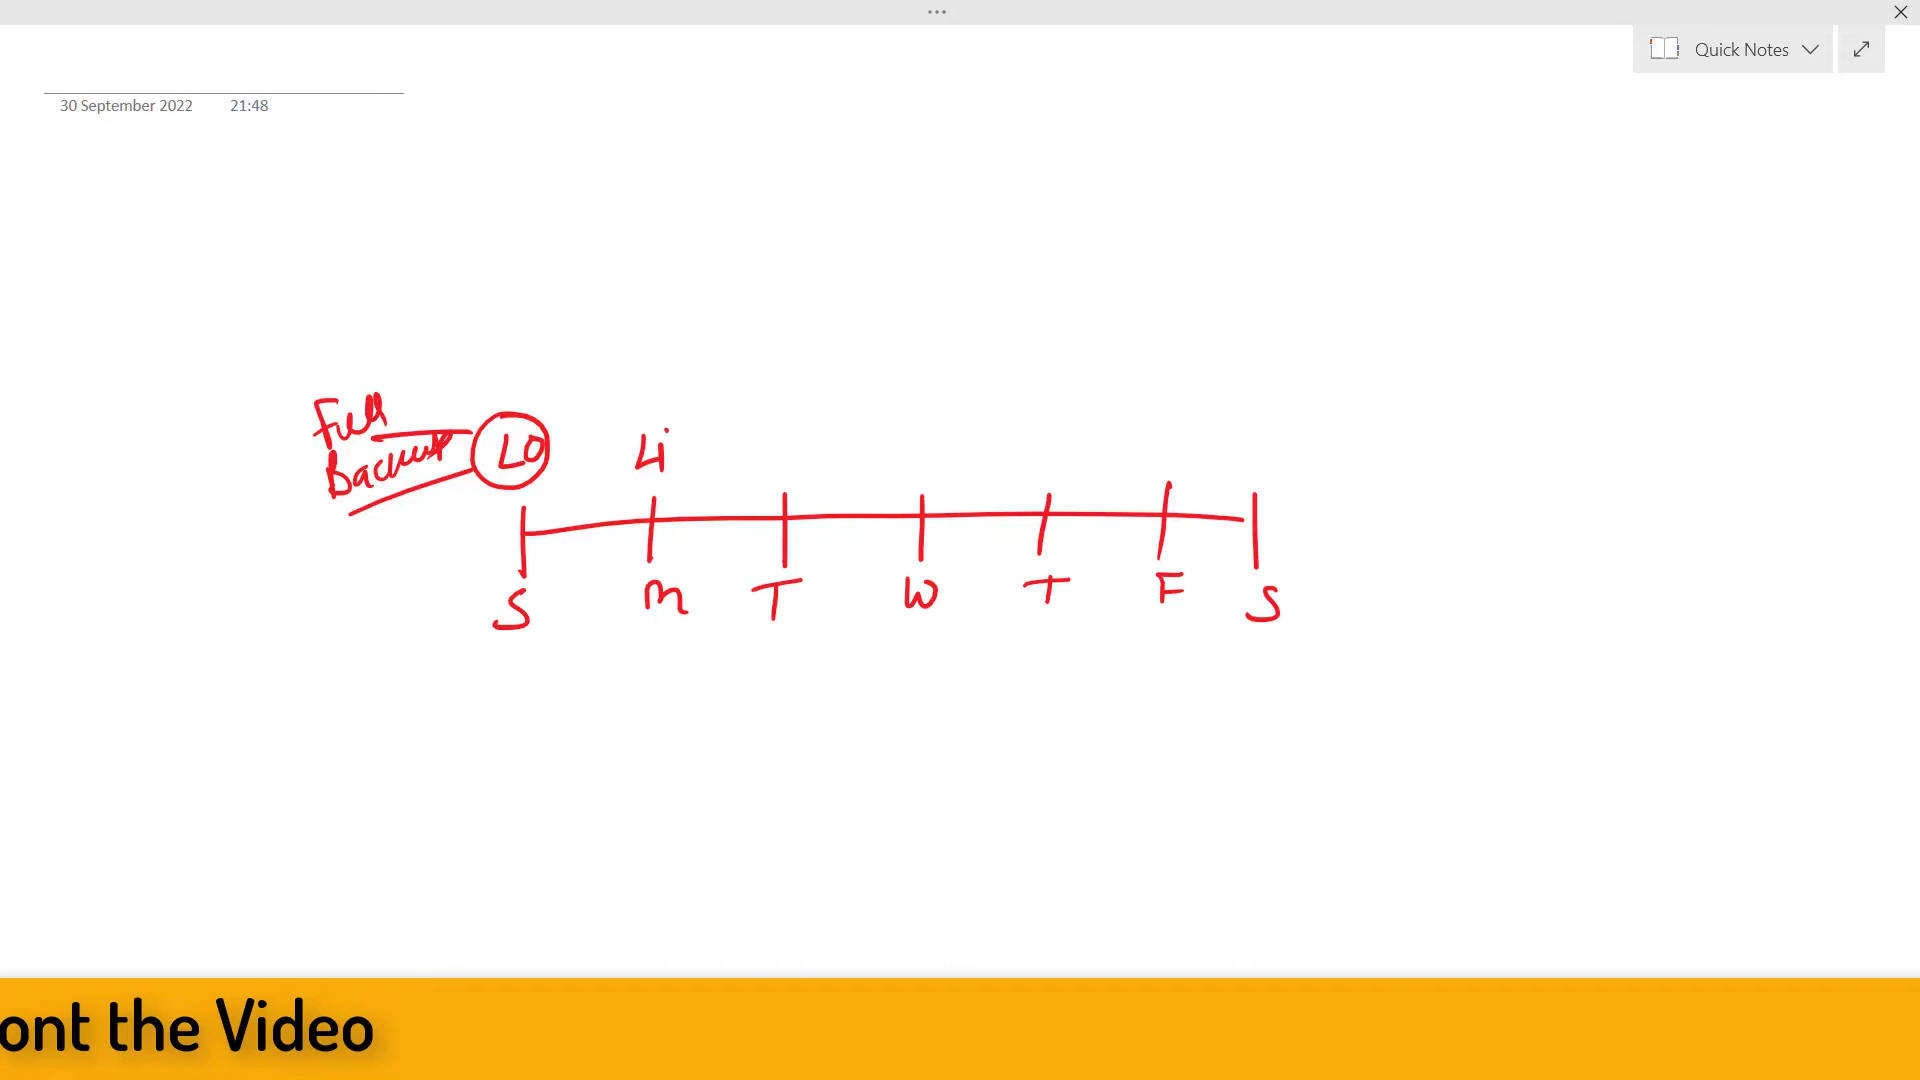 Quick Notes
30 September 2022 21:48
Full
Backup
L0 Li
S M T W T F S
ont the Video